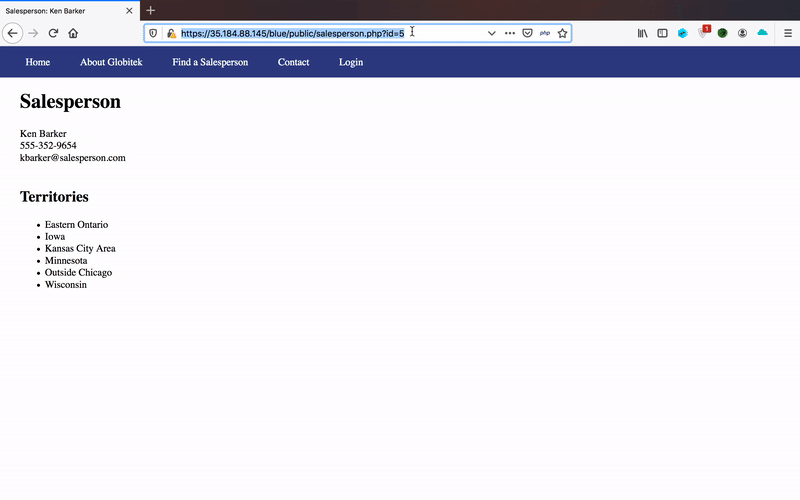 Salesperson: Ken Barker
https://35.184.88.145/blue/public/salesperson.php?id=5
php
1
Home About Globitek Find a Salesperson Contact Login
Salesperson
Ken Barker
555-352-9654
kbarker@salesperson.com
Territories
• Eastern Ontario
• Iowa
• Kansas City Area
• Minnesota
• Outside Chicago
• Wisconsin